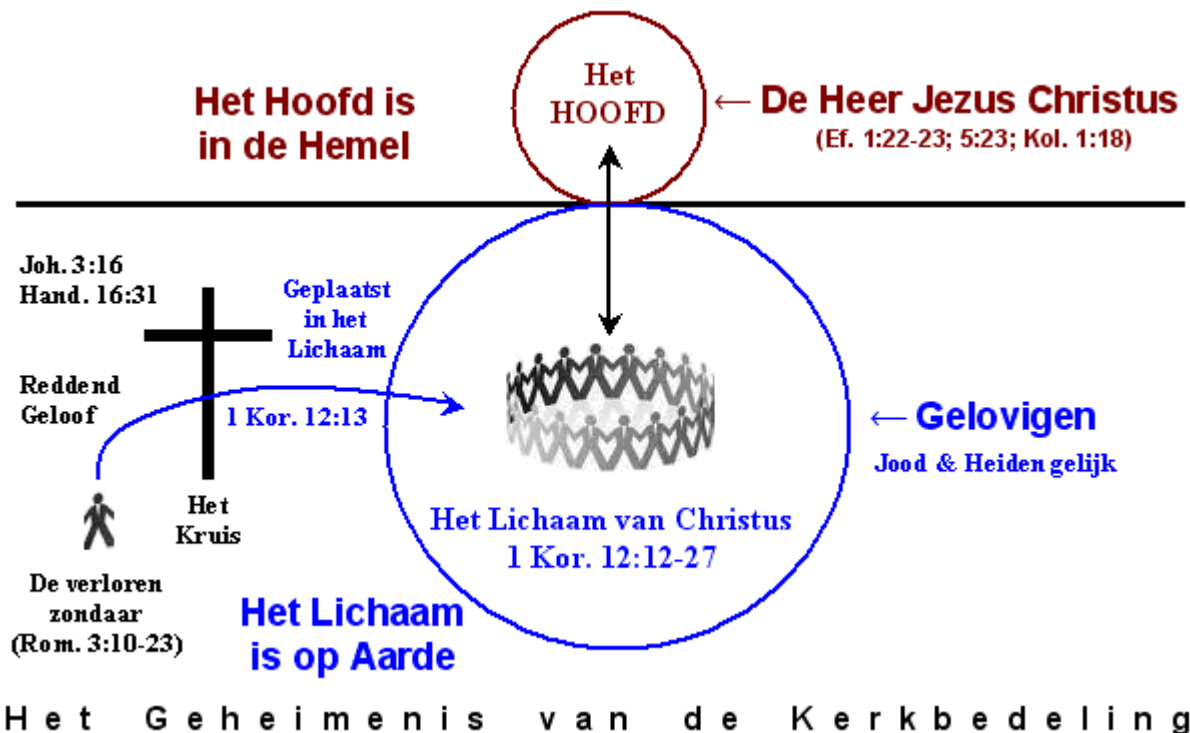 Het Hoofd is
in de Hemel
Het
HOOFD
← De Heer Jezus Christus
(Ef. 1:22-23; 5:23; Kol. 1:18)
Joh. 3:16
Hand. 16:31
Geplaatst
in het
Lichaam
Reddend
Geloof
1 Kor. 12:13
← Gelovigen
Jood & Heiden gelijk
Het
Kruis
Het Lichaam van Christus
1 Kor. 12:12-27
De verloren
zondaar
(Rom. 3:10-23)
Het Lichaam
is op Aarde
Het Geheimenis van de Kerkbedeling